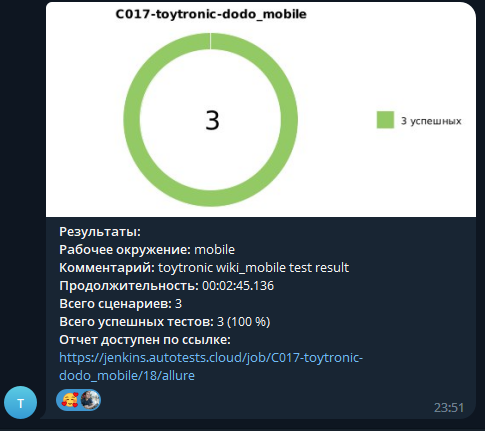 C017-toytronic-dodo_mobile
3
3 успешных
Результаты:
Рабочее окружение: mobile
Комментарий: toytronic wiki_mobile test result
Продолжительность: 00:02:45.136
Всего сценариев: 3
Всего успешных тестов: 3 (100 %)
Отчет доступен по ссылке:
https://jenkins.autotests.cloud/job/C017-toytronic-
dodo_mobile/18/allure
T
23:51